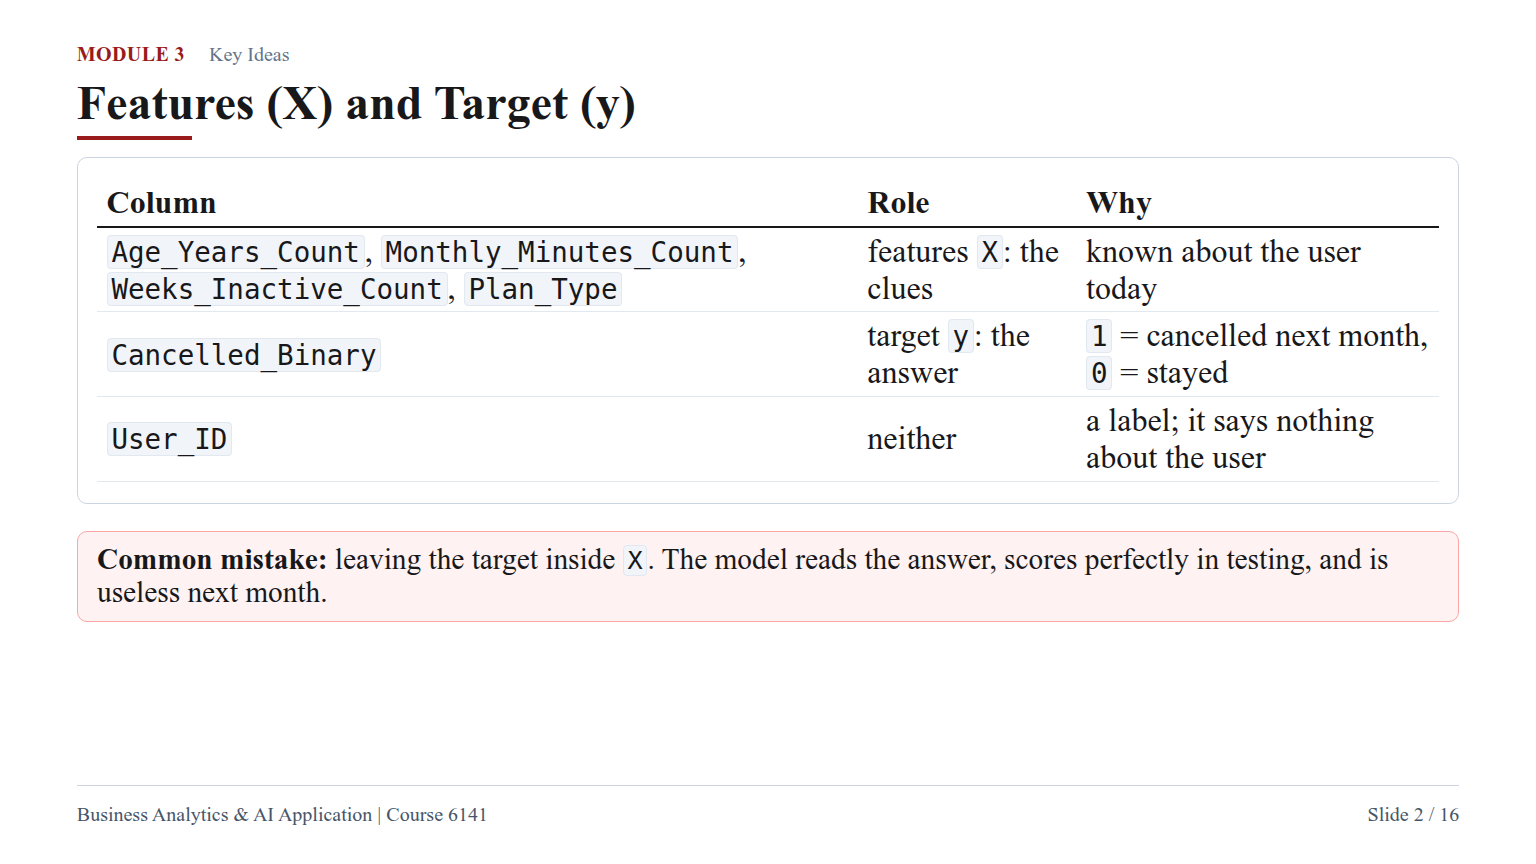 MODULE 3 Key Ideas
Features (X) and Target (y)
Column Role Why
Age_Years_Count, Monthly_Minutes_Count, features X: the known about the user
Weeks_Inactive_Count, Plan_Type clues today
Cancelled_Binary target y: the answer 1 = cancelled next month, 0 = stayed
User_ID neither a label; it says nothing about the user
Common mistake: leaving the target inside X. The model reads the answer, scores perfectly in testing, and is
useless next month.
Business Analytics & AI Application | Course 6141 Slide 2 / 16